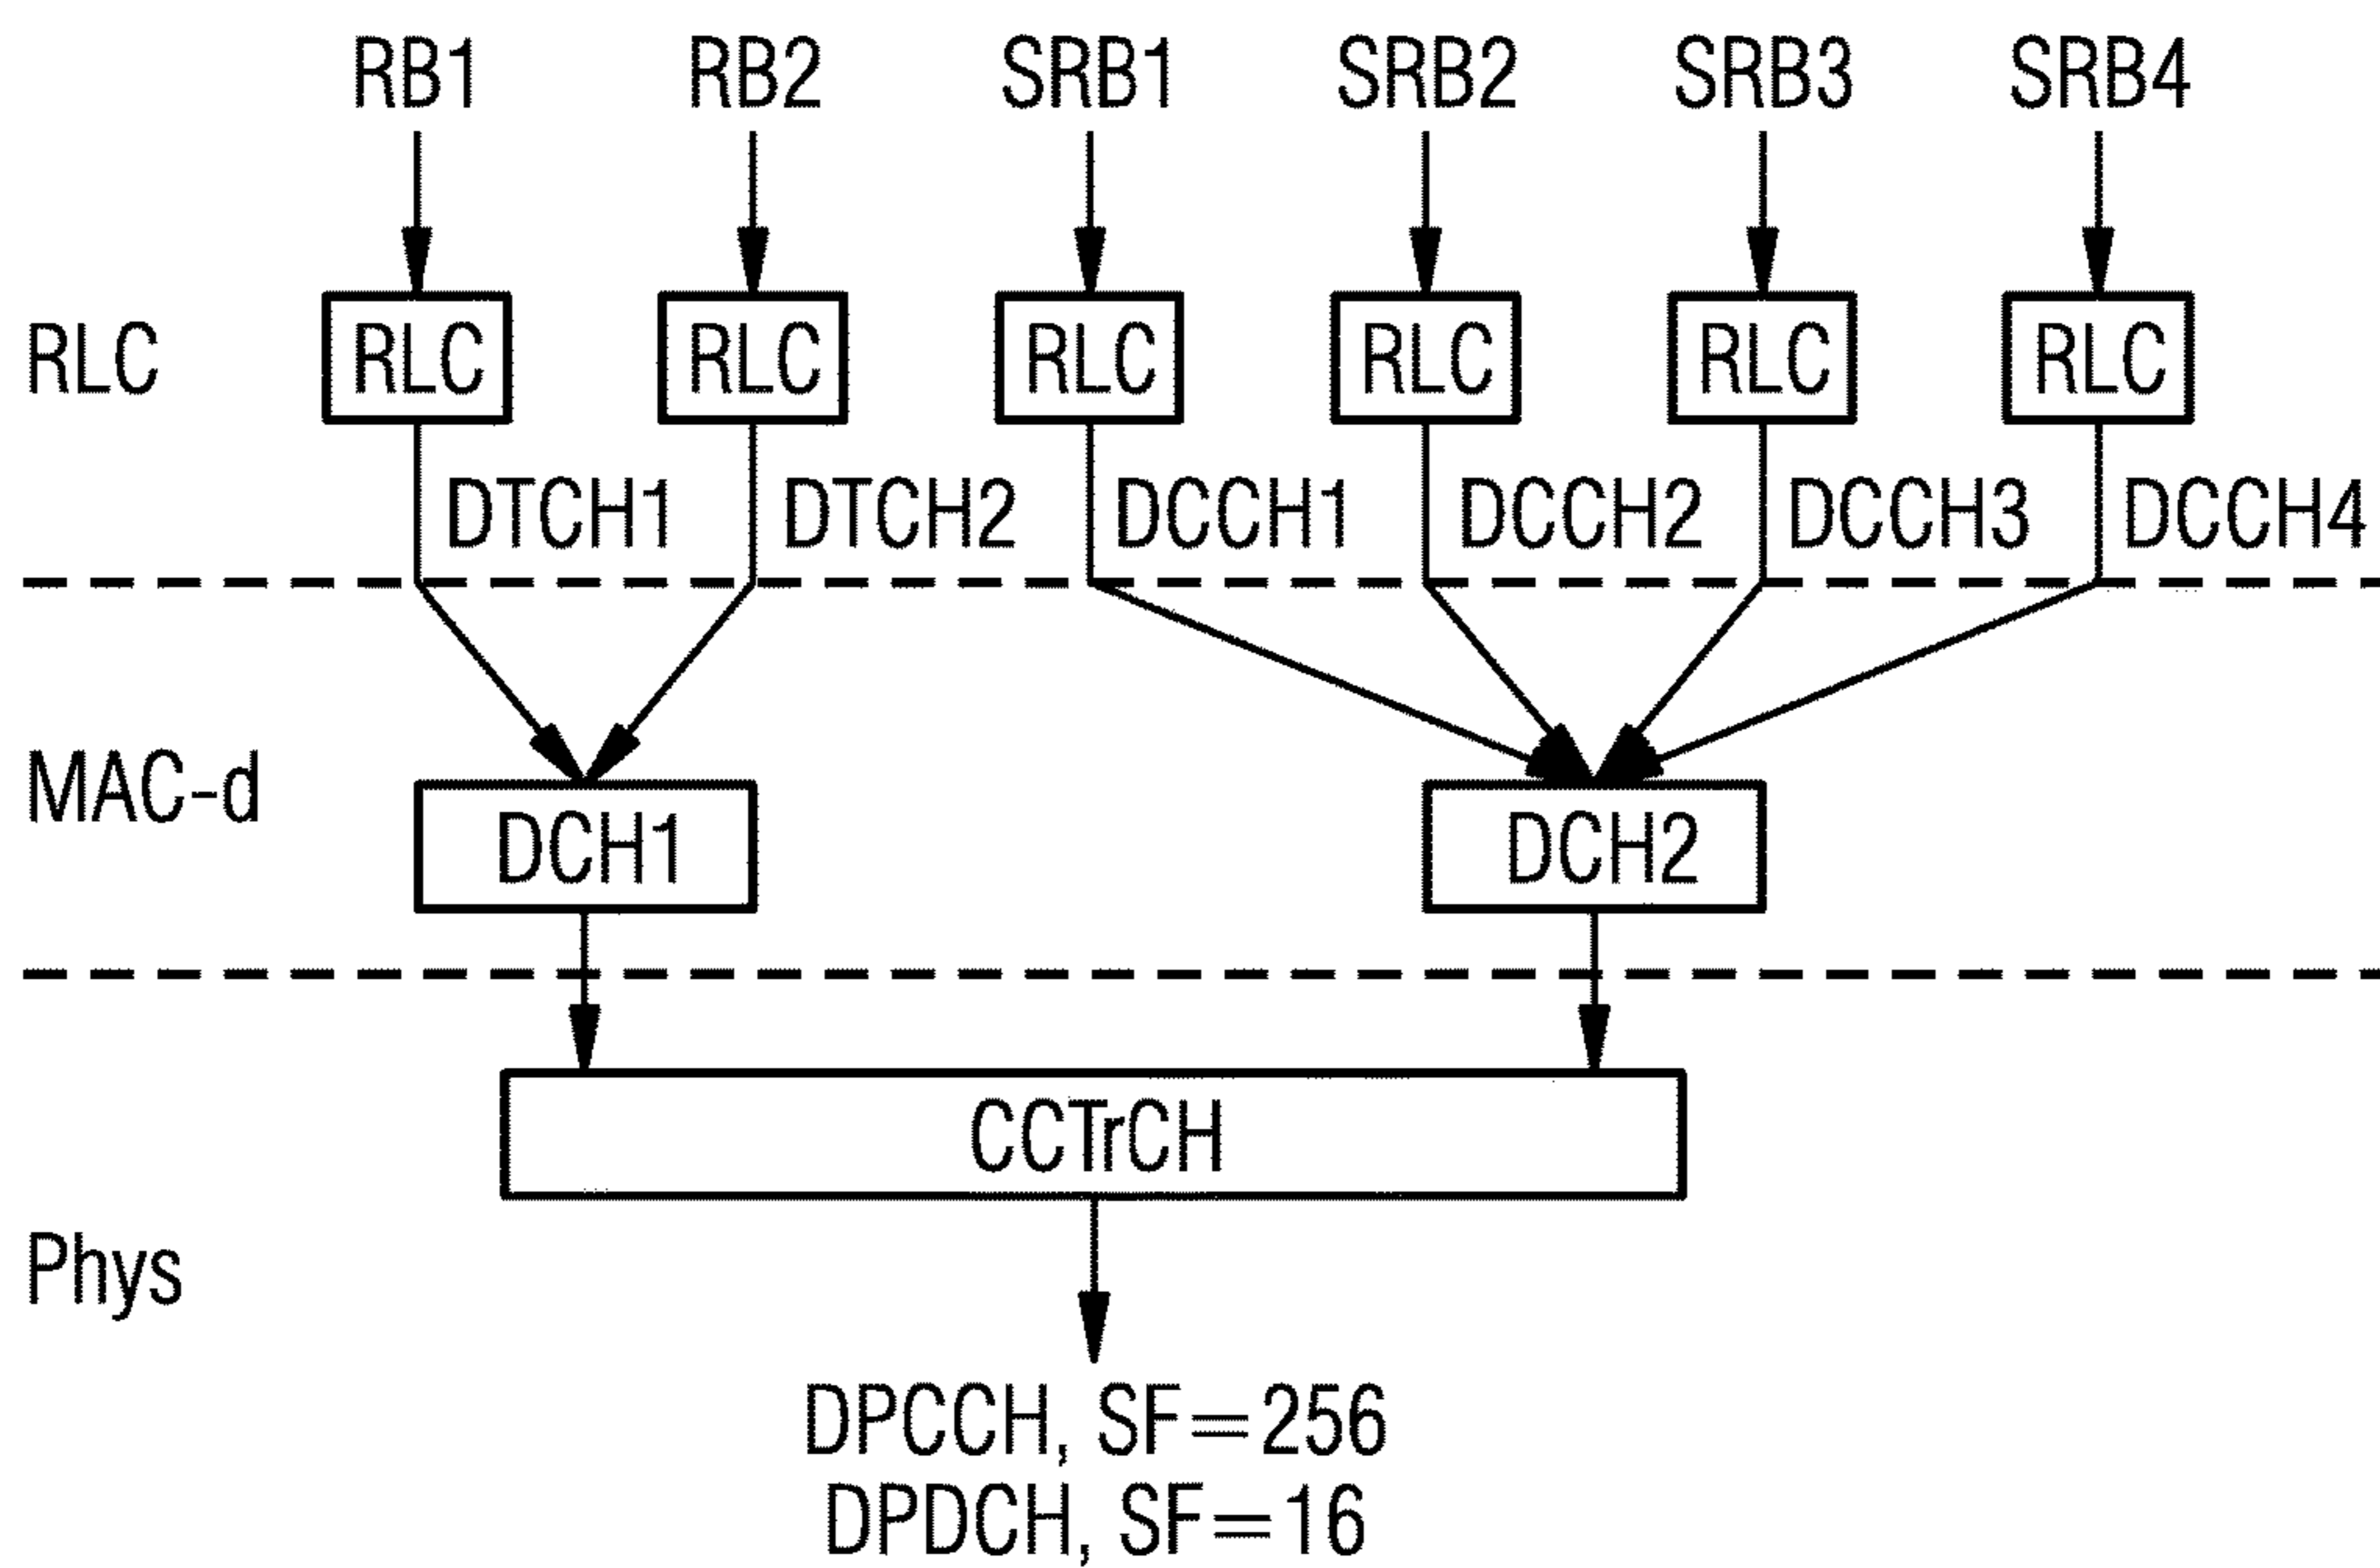 RB1 RB2 SRB1 SRB2 SRB3 SRB4
RLC RLC RLC RLC RLC RLC RLC
DTCH1 DTCH2 DCCH1 DCCH2 DCCH3 DCCH4
MAC-d
DCH1 DCH2
CCTrCH
Phys
DPCCH, SF=256
DPDCH, SF=16